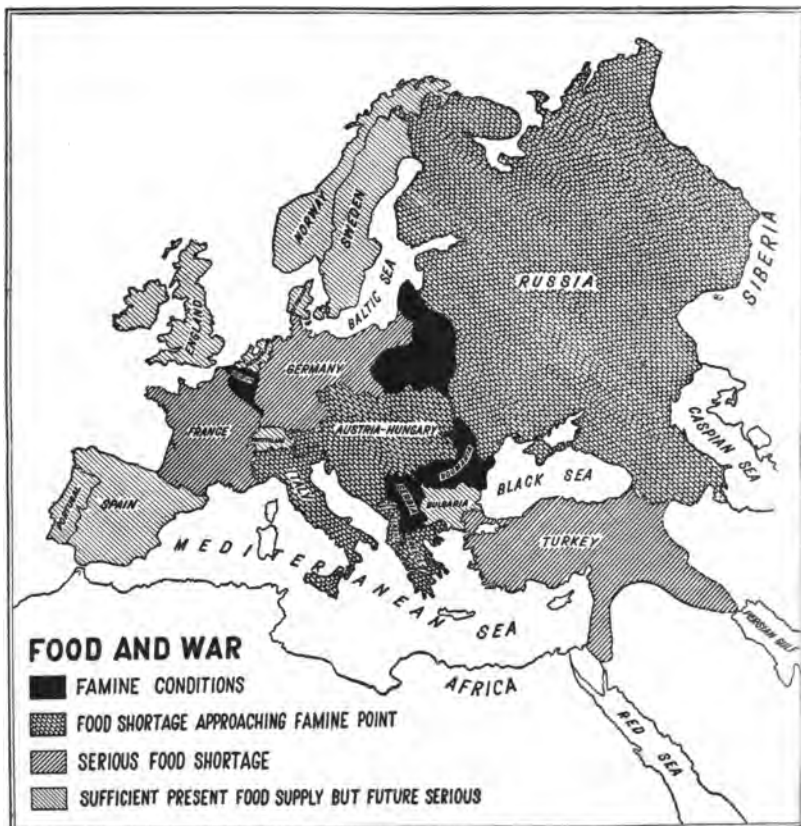 NORWAY
SWEDEN
BALTIC SEA
RUSSIA
SIBERIA
ENGLAND
GERMANY
FRANCE
AUSTRIA-HUNGARY
CASPIAN SEA
ROUMANIA
BLACK SEA
SERBIA
BULGARIA
ITALY
PORTUGAL
SPAIN
TURKEY
MEDITERRANEAN SEA
PERSIAN GULF
AFRICA
RED SEA
FOOD AND WAR
FAMINE CONDITIONS
FOOD SHORTAGE APPROACHING FAMINE POINT
SERIOUS FOOD SHORTAGE
SUFFICIENT PRESENT FOOD SUPPLY BUT FUTURE SERIOUS